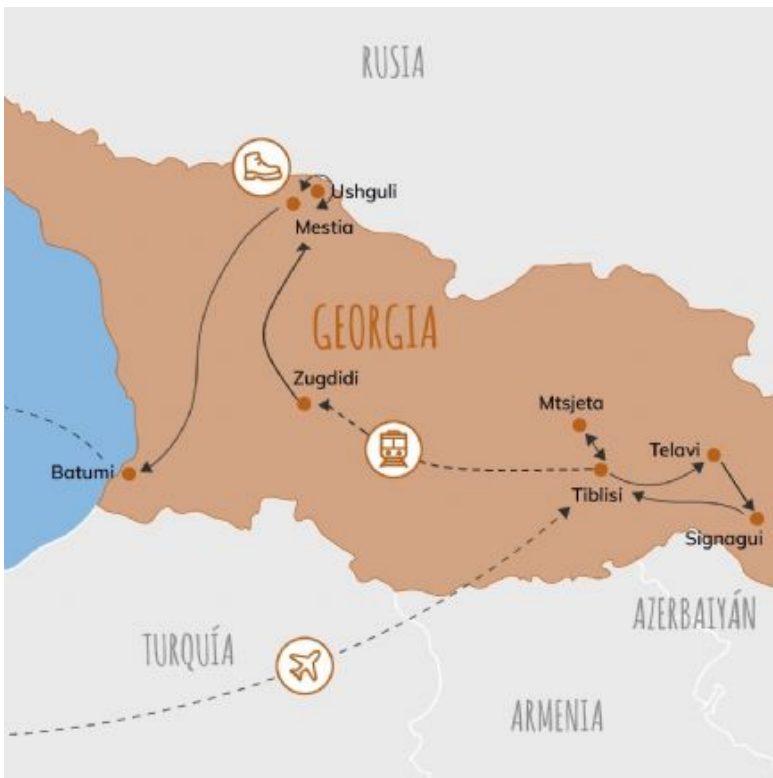 RUSIA
Ushguli
Mestia
GEORGIA
Zugdidi
Mtsjeta
Telavi
Batumi
Tiblisi
Signagui
AZERBAIYÁN
TURQUÍA
ARMENIA